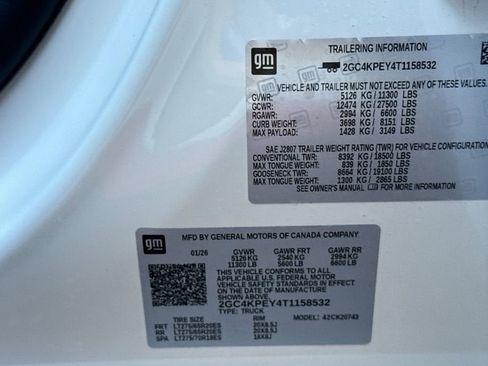 gm
TRAILERING INFORMATION
2GC4KPEY4T1158532
VEHICLE AND TRAILER MUST NOT EXCEED ANY OF THESE VALUES.
GVWR: 5126 KG / 11300 LBS
GCWR: 12474 KG / 27500 LBS
RGAWR: 2994 KG / 6600 LBS
CURB WEIGHT: 3698 KG / 8151 LBS
MAX PAYLOAD: 1428 KG / 3149 LBS
SAE J2807 TRAILER WEIGHT RATING (TWR) FOR VEHICLE CONFIGURATION
CONVENTIONAL TWR: 8392 KG / 18500 LBS
MAX TONGUE WEIGHT: 839 KG / 1850 LBS
GOOSENECK TWR: 8664 KG / 19100 LBS
MAX TONGUE WEIGHT: 1300 KG / 2865 LBS
SEE OWNER'S MANUAL FOR MORE INFORMATION
gm
MFD BY GENERAL MOTORS OF CANADA COMPANY
01/26 GVWR GAWR FRT GAWR RR
5126 KG 2540 KG 2994 KG
11300 LB 5600 LB 6600 LB
THIS VEHICLE CONFORMS TO ALL
APPLICABLE U.S. FEDERAL MOTOR
VEHICLE SAFETY STANDARDS IN
EFFECT ON THE
DATE OF MANUFACTURE SHOWN ABOVE.
2GC4KPEY4T1158532
TYPE: TRUCK
TIRE SIZE RIM MODEL: 42CK20743
FRT LT275/65R20ES 20X8.5J
RR LT275/65R20ES 20X8.5J
SPA LT275/70R18ES 18X8J